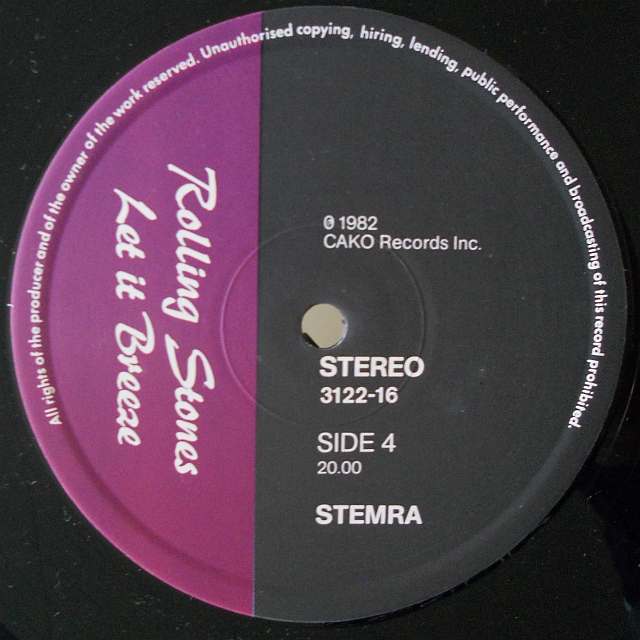 All rights of the producer and of the owner of the work reserved. Unauthorised copying, hiring, lending, public performance and broadcasting of this record prohibited.
Rolling Stones
Let it Breeze
℗ 1982
CAKO Records Inc.
STEREO
3122-16
SIDE 4
20.00
STEMRA